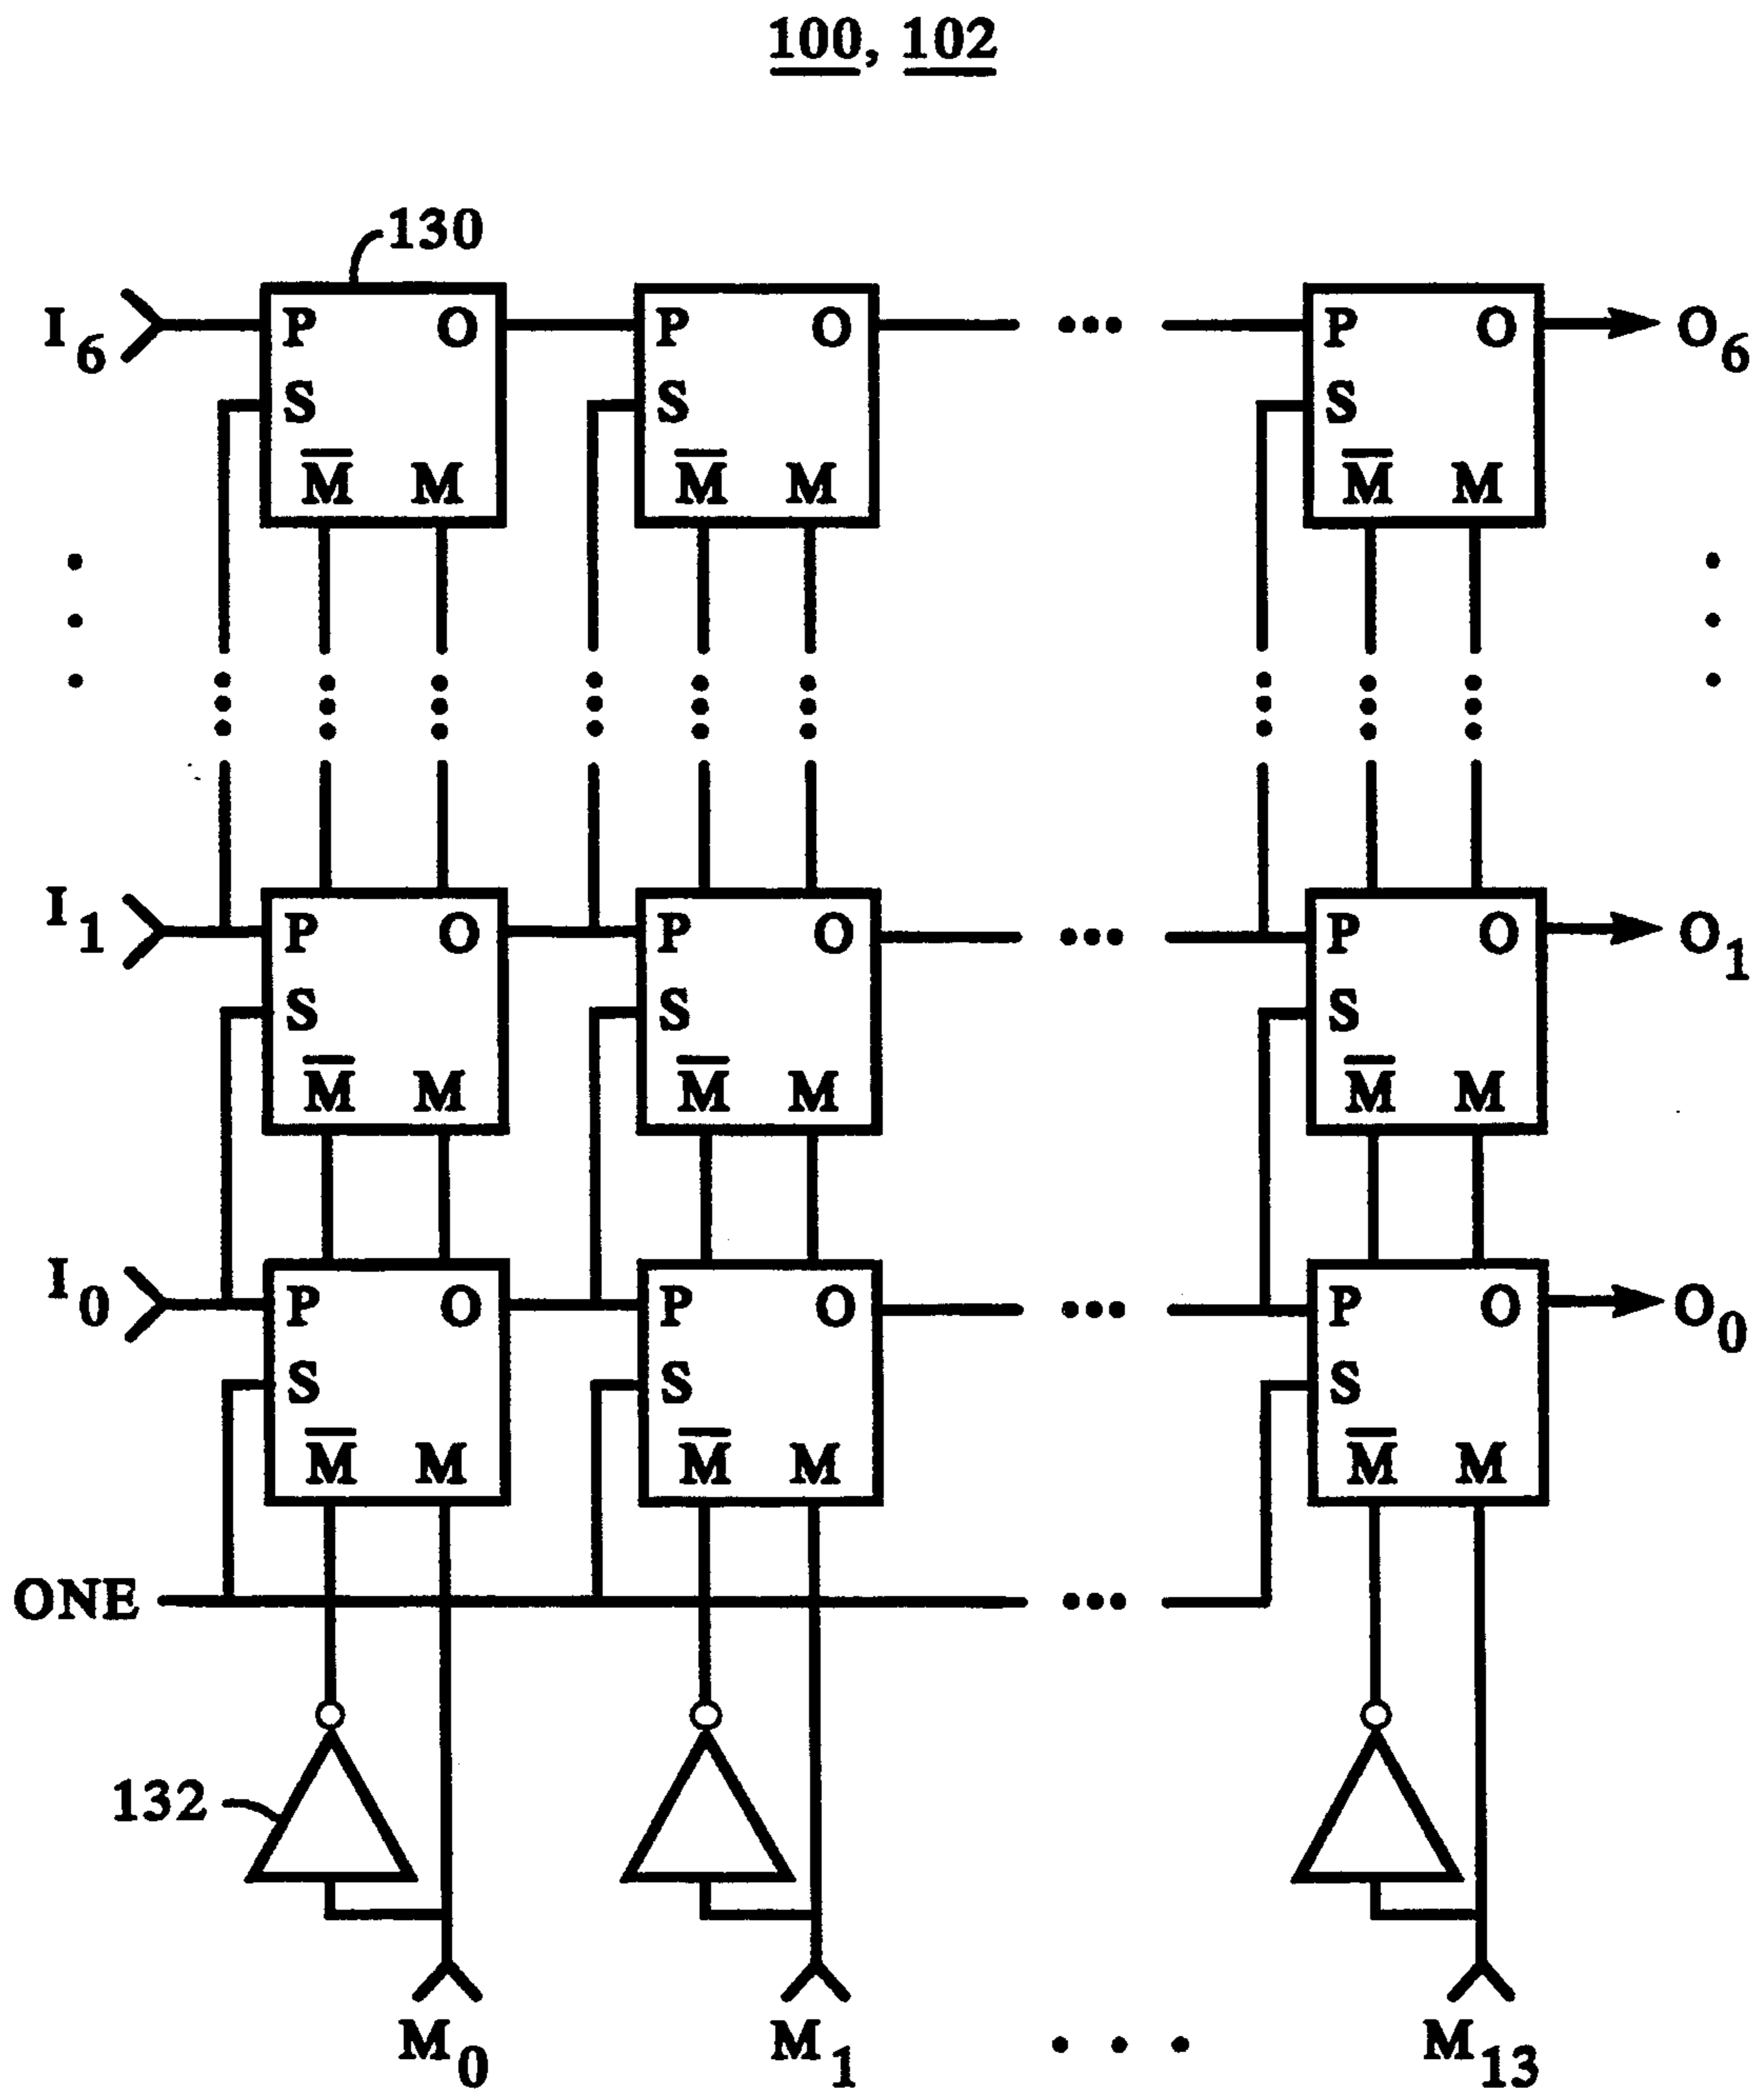 100, 102
130
I6 P O P O P O O6
S S S
M̅ M M̅ M M̅ M
I1 P O P O P O O1
S S S
M̅ M M̅ M M̅ M
I0 P O P O P O O0
S S S
M̅ M M̅ M M̅ M
ONE
132
M0 M1 ... M13